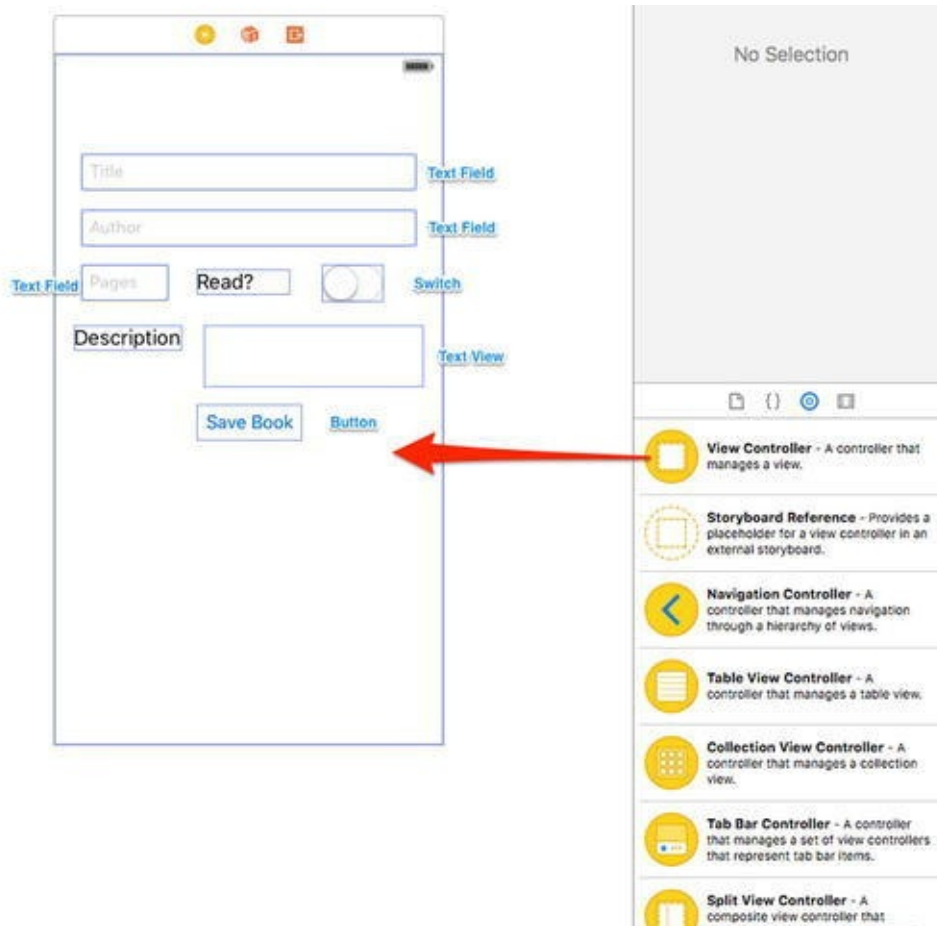 No Selection
Title
Text Field
Author
Text Field
Text Field
Pages
Read?
Switch
Description
Text View
Save Book
Button
{}
View Controller - A controller that
manages a view.
Storyboard Reference - Provides a
placeholder for a view controller in an
external storyboard.
Navigation Controller - A
controller that manages navigation
through a hierarchy of views.
Table View Controller - A
controller that manages a table view.
Collection View Controller - A
controller that manages a collection
view.
Tab Bar Controller - A controller
that manages a set of view controllers
that represent tab bar items.
Split View Controller - A
composite view controller that